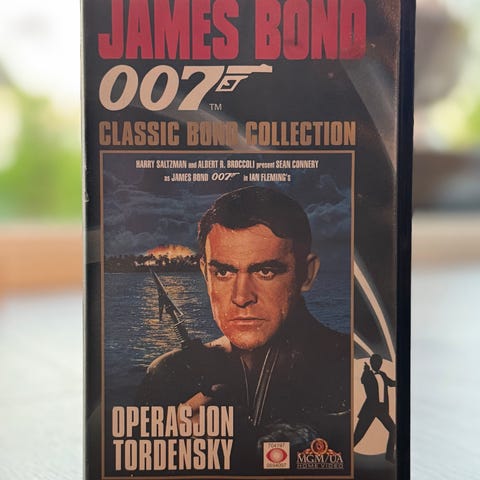 JAMES BOND
007
TM
CLASSIC BOND COLLECTION
HARRY SALTZMAN and ALBERT R. BROCCOLI present SEAN CONNERY
as JAMES BOND 007 in IAN FLEMING's
OPERASJON
TORDENSKY
704197
MGM/UA
HOME VIDEO